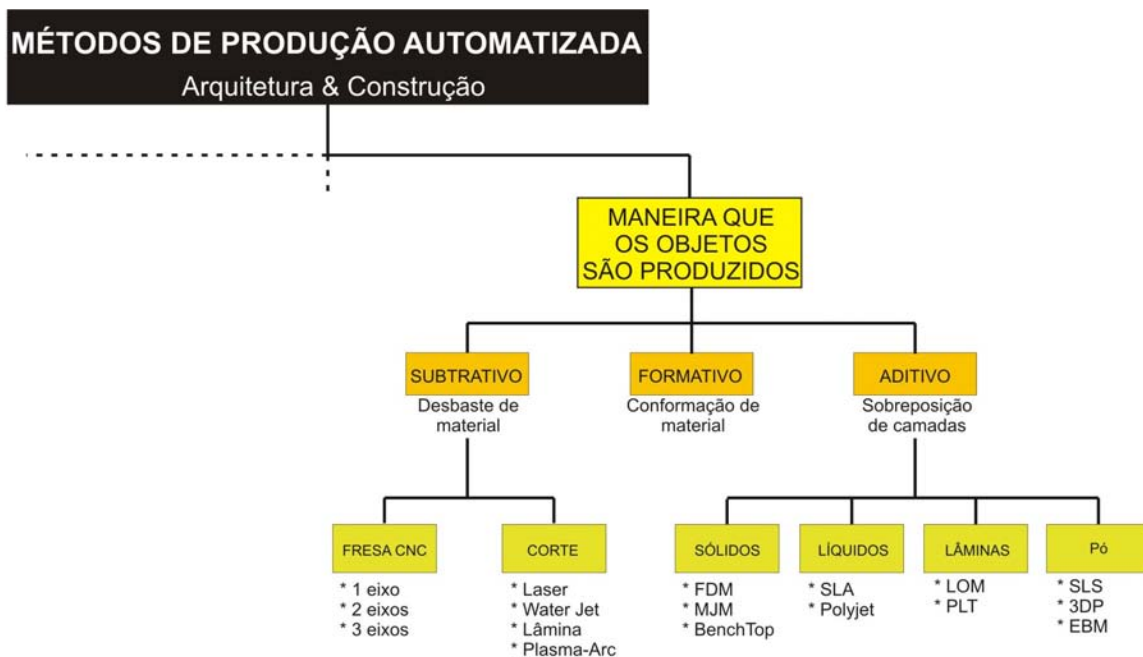 MÉTODOS DE PRODUÇÃO AUTOMATIZADA
Arquitetura & Construção
MANEIRA QUE
OS OBJETOS
SÃO PRODUZIDOS
SUBTRATIVO
Desbaste de
material
FORMATIVO
Conformação de
material
ADITIVO
Sobreposição
de camadas
FRESA CNC
* 1 eixo
* 2 eixos
* 3 eixos
CORTE
* Laser
* Water Jet
* Lâmina
* Plasma-Arc
SÓLIDOS
* FDM
* MJM
* BenchTop
LÍQUIDOS
* SLA
* Polyjet
LÂMINAS
* LOM
* PLT
Pó
* SLS
* 3DP
* EBM